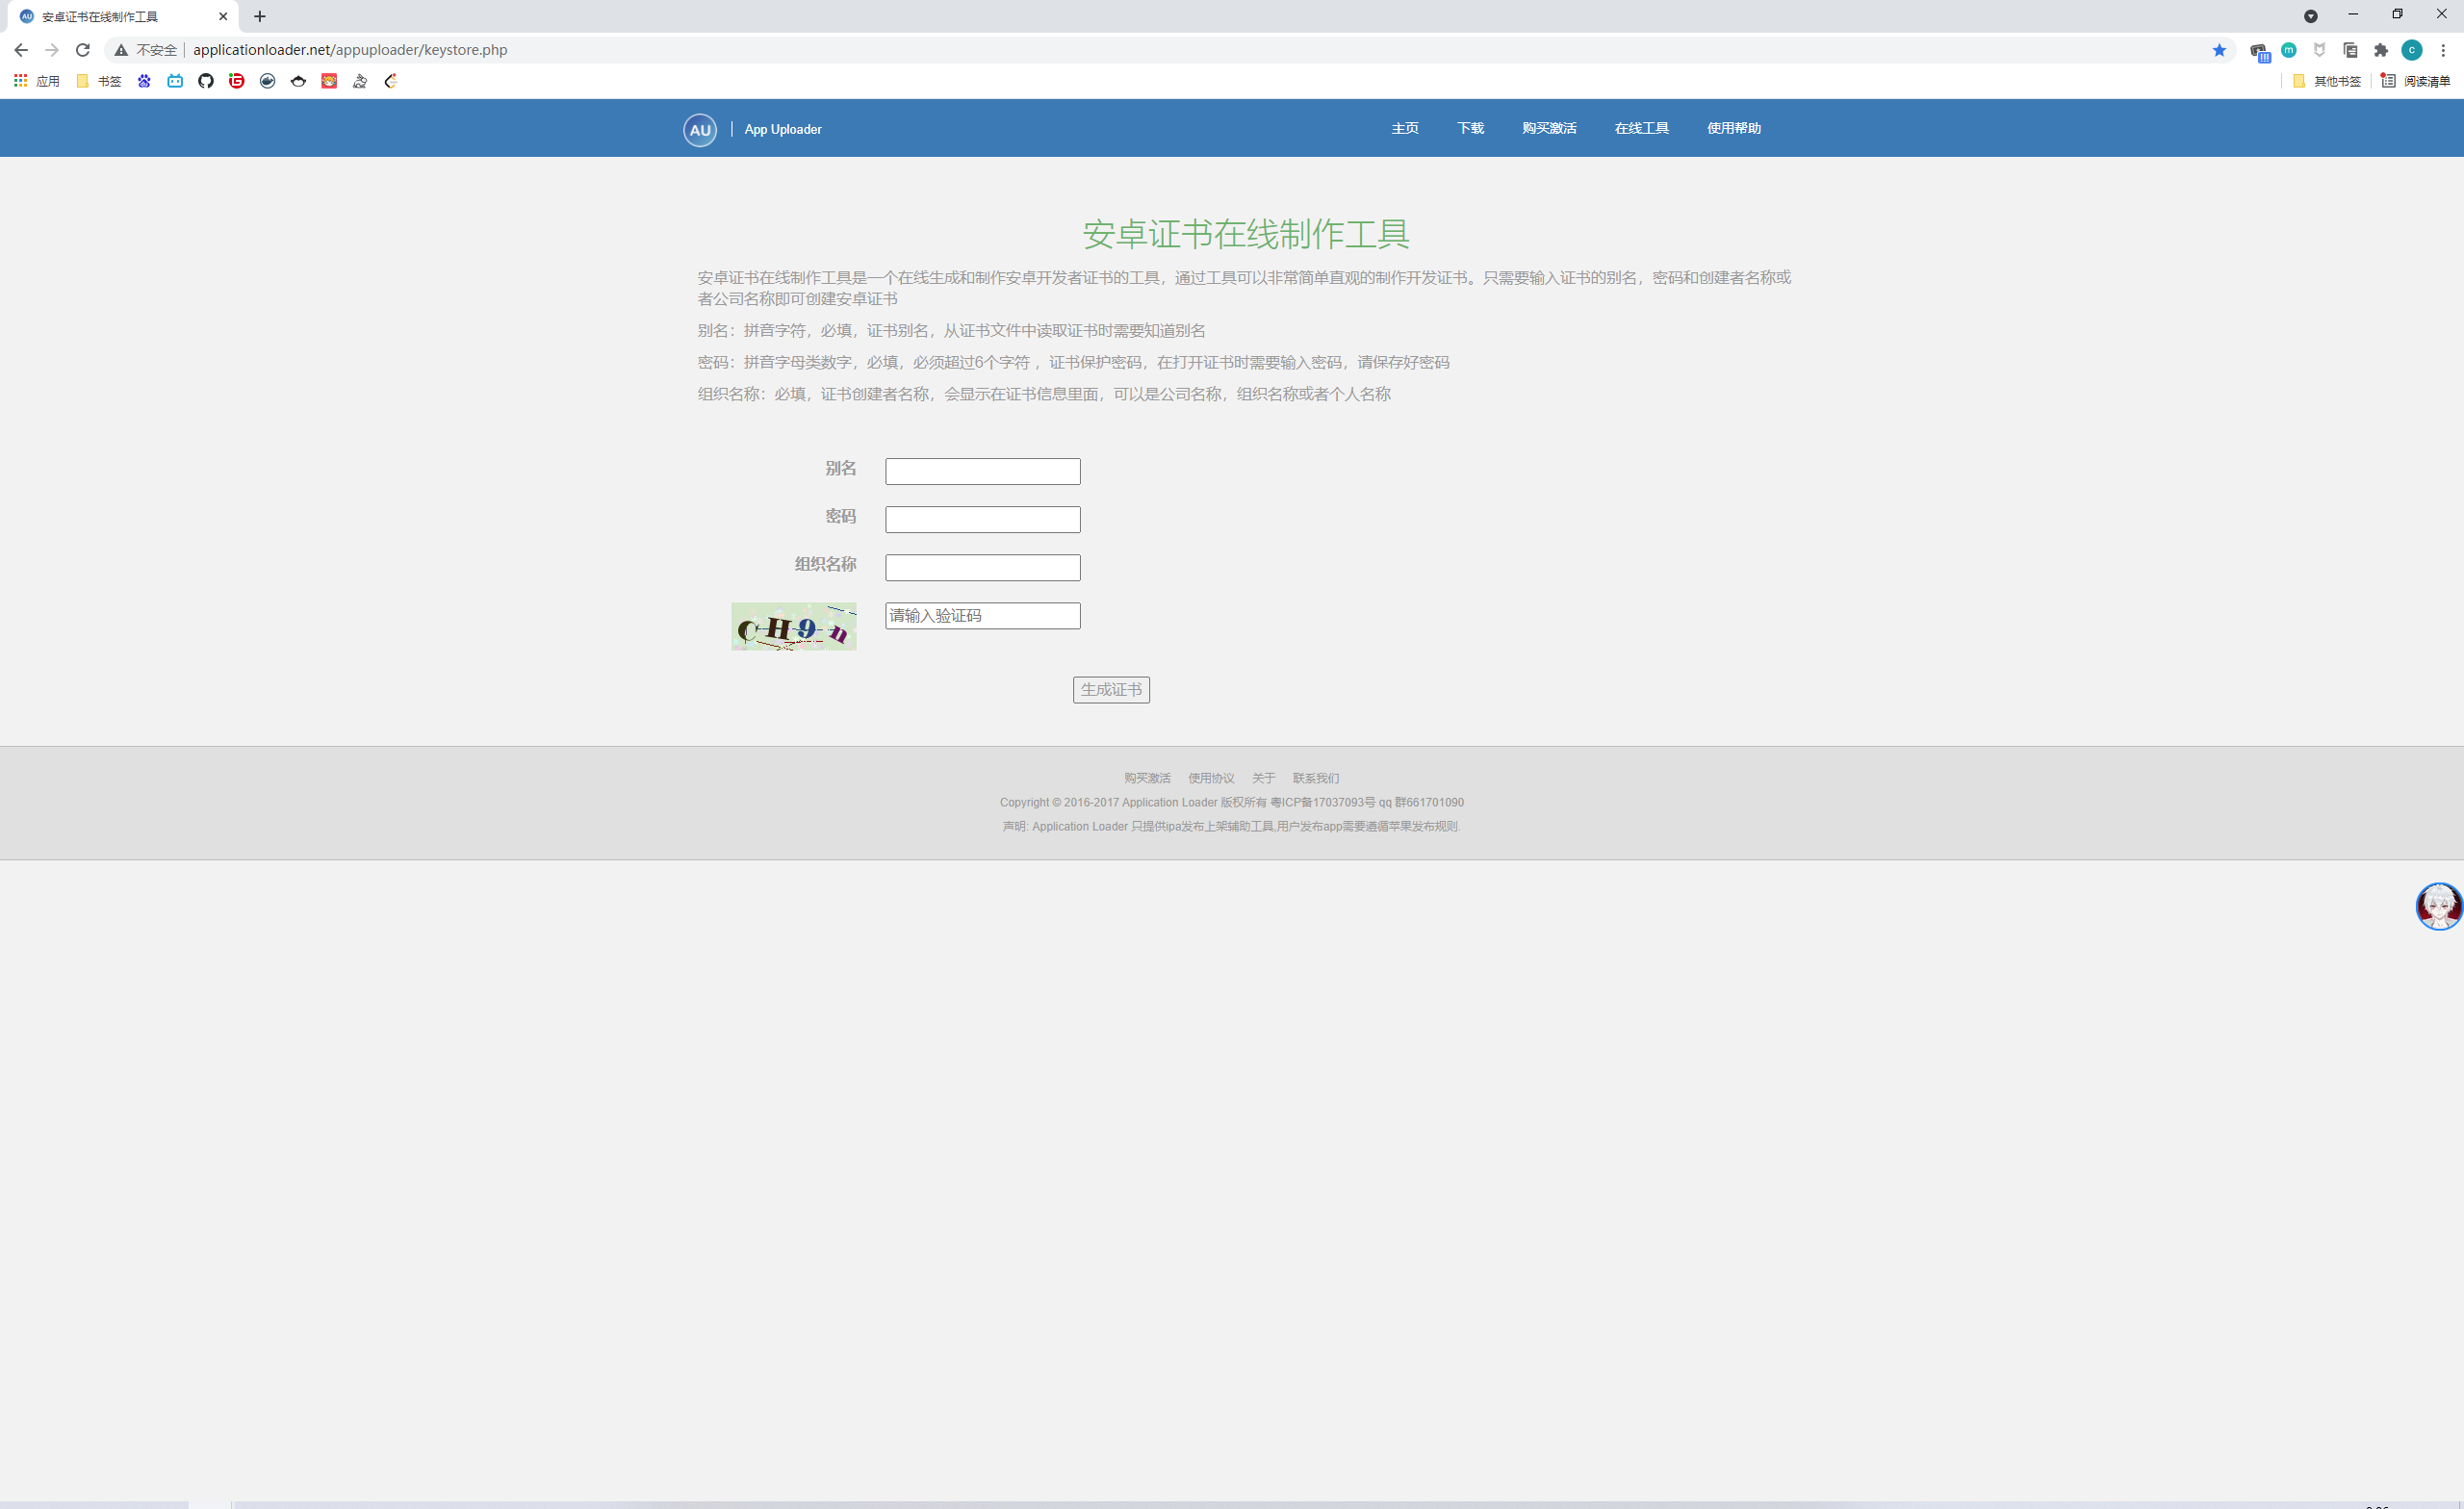 安卓证书在线制作工具
不安全 applicationloader.net/appuploader/keystore.php
应用 书签 其他书签 阅读清单
AU App Uploader 主页 下载 购买激活 在线工具 使用帮助
安卓证书在线制作工具
安卓证书在线制作工具是一个在线生成和制作安卓开发者证书的工具，通过工具可以非常简单直观的制作开发证书。只需要输入证书的别名，密码和创建者名称或
者公司名称即可创建安卓证书
别名：拼音字符，必填，证书别名，从证书文件中读取证书时需要知道别名
密码：拼音字母类数字，必填，必须超过6个字符 ，证书保护密码，在打开证书时需要输入密码，请保存好密码
组织名称：必填，证书创建者名称，会显示在证书信息里面，可以是公司名称，组织名称或者个人名称
别名
密码
组织名称
CH9n 请输入验证码
生成证书
购买激活 使用协议 关于 联系我们
Copyright © 2016-2017 Application Loader 版权所有 粤ICP备17037093号 qq 群661701090
声明: Application Loader 只提供ipa发布上架辅助工具,用户发布app需要遵循苹果发布规则.